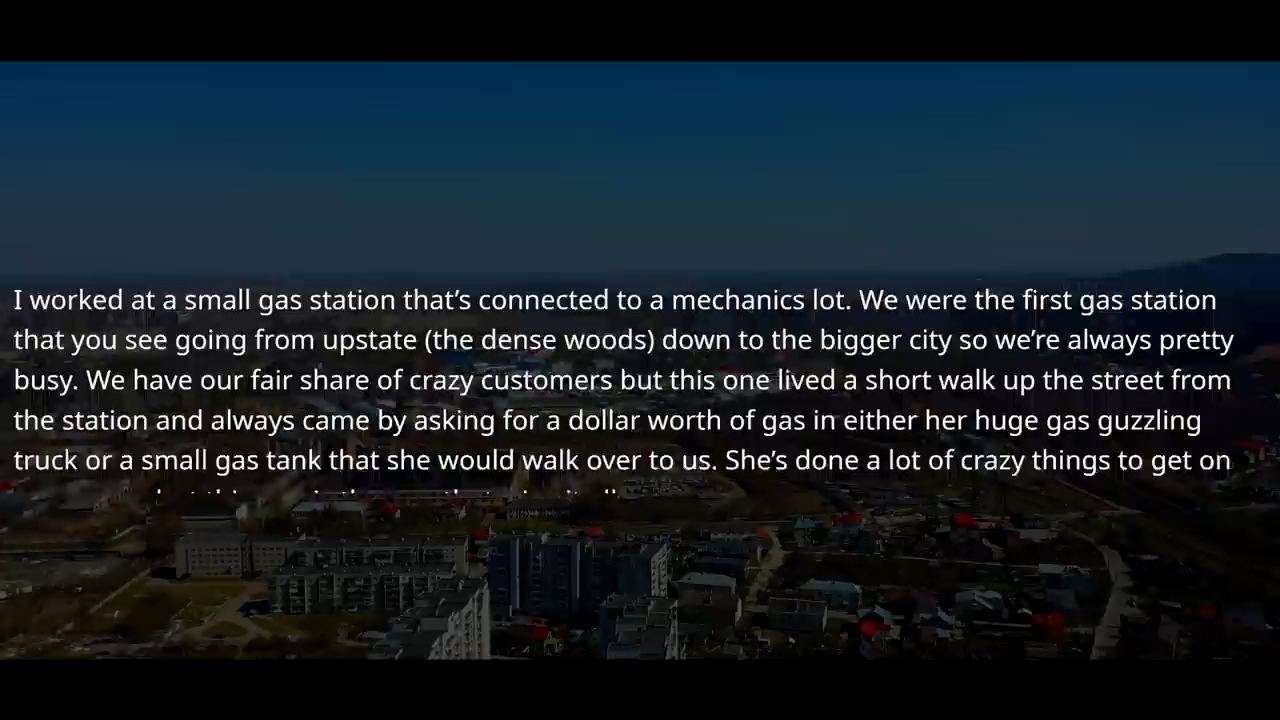 I worked at a small gas station that’s connected to a mechanics lot. We were the first gas station
that you see going from upstate (the dense woods) down to the bigger city so we’re always pretty
busy. We have our fair share of crazy customers but this one lived a short walk up the street from
the station and always came by asking for a dollar worth of gas in either her huge gas guzzling
truck or a small gas tank that she would walk over to us. She’s done a lot of crazy things to get on